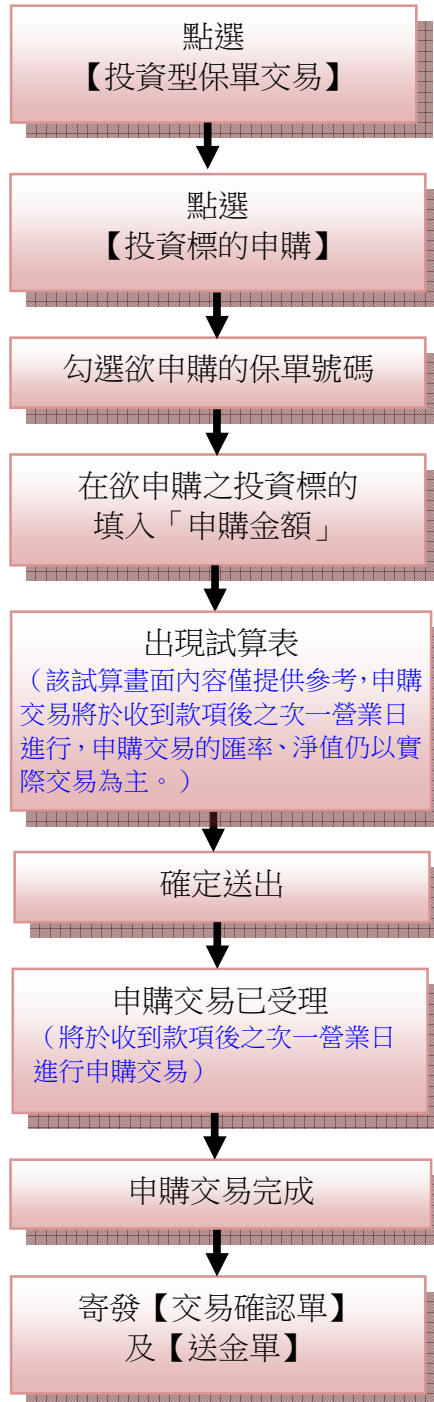 點選
【投資型保單交易】
點選
【投資標的申購】
勾選欲申購的保單號碼
在欲申購之投資標的
填入「申購金額」
出現試算表
（該試算畫面內容僅提供參考，申購
交易將於收到款項後之次一營業日
進行，申購交易的匯率、淨值仍以實
際交易為主。）
確定送出
申購交易已受理
（將於收到款項後之次一營業日
進行申購交易）
申購交易完成
寄發【交易確認單】
及【送金單】